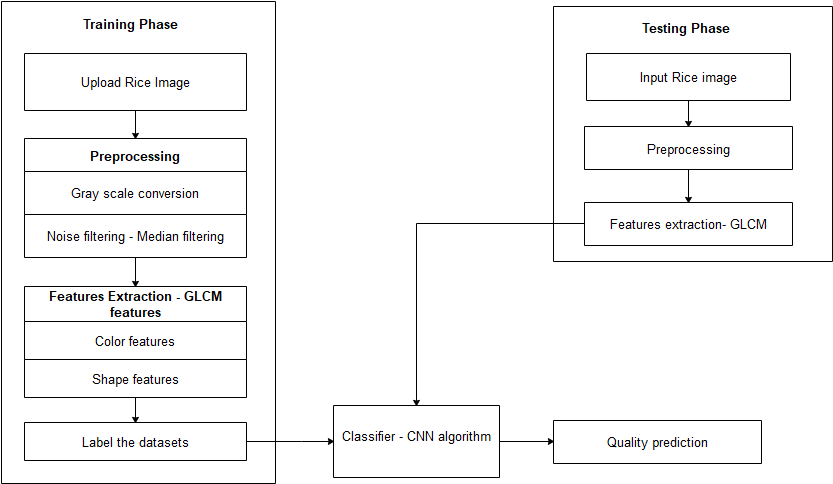 Training Phase
Upload Rice Image
Preprocessing
Gray scale conversion
Noise filtering - Median filtering
Features Extraction - GLCM
features
Color features
Shape features
Label the datasets
Testing Phase
Input Rice image
Preprocessing
Features extraction- GLCM
Classifier - CNN algorithm
Quality prediction